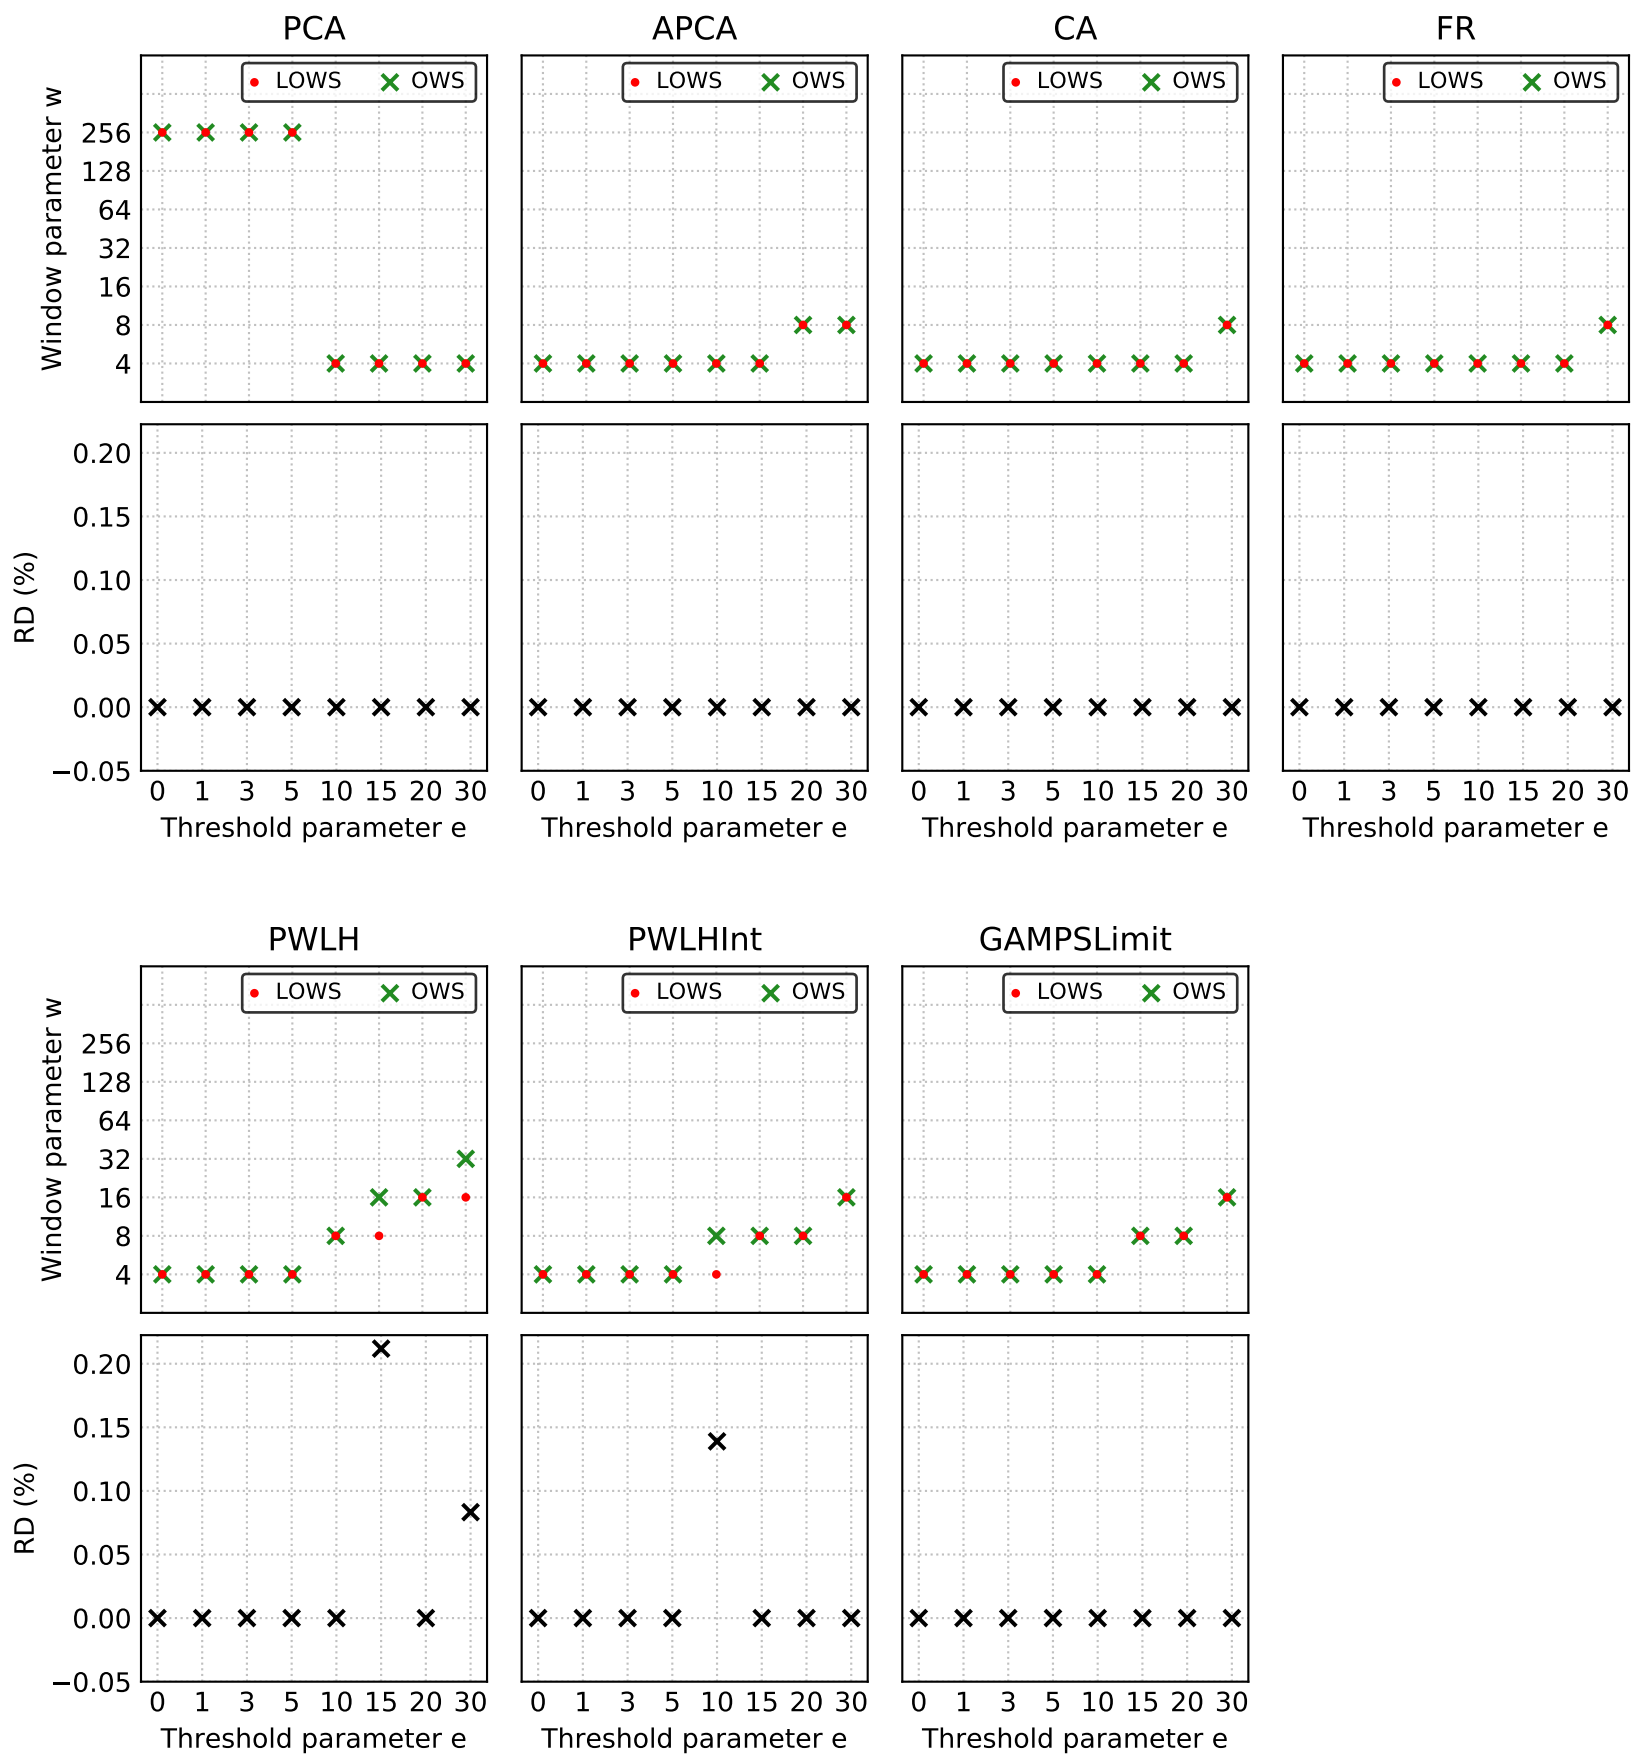 PCA APCA CA FR
LOWS OWS LOWS OWS LOWS OWS LOWS OWS
Window parameter w
256
128
64
32
16
8
4
RD (%)
0.20
0.15
0.10
0.05
0.00
−0.05
0 1 3 5 10 15 20 30 0 1 3 5 10 15 20 30 0 1 3 5 10 15 20 30 0 1 3 5 10 15 20 30
Threshold parameter e Threshold parameter e Threshold parameter e Threshold parameter e
PWLH PWLHInt GAMPSLimit
LOWS OWS LOWS OWS LOWS OWS
Window parameter w
256
128
64
32
16
8
4
RD (%)
0.20
0.15
0.10
0.05
0.00
−0.05
0 1 3 5 10 15 20 30 0 1 3 5 10 15 20 30 0 1 3 5 10 15 20 30
Threshold parameter e Threshold parameter e Threshold parameter e